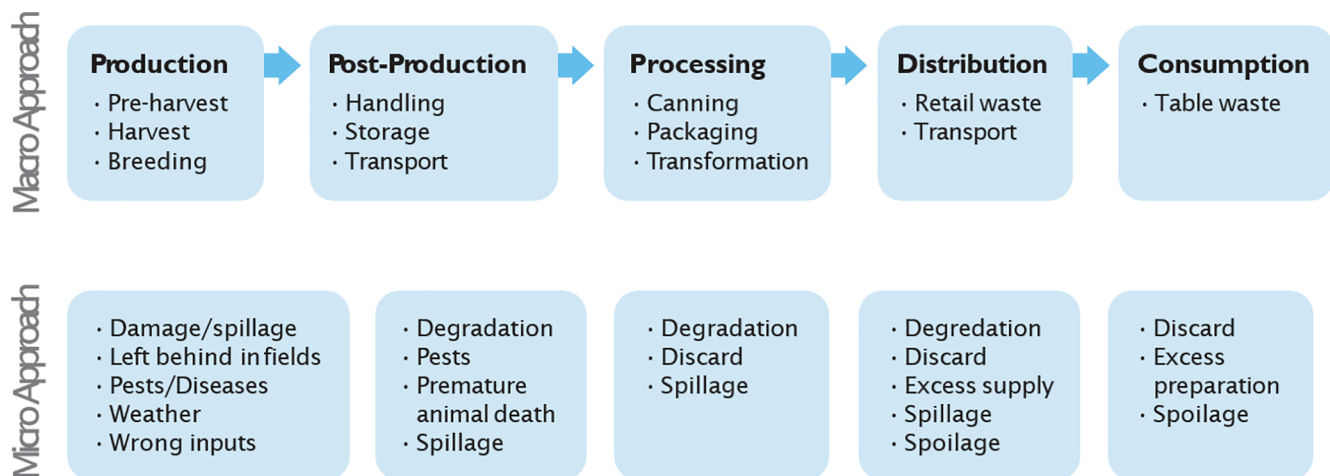 Macro Approach
Production
· Pre-harvest
· Harvest
· Breeding
Post-Production
· Handling
· Storage
· Transport
Processing
· Canning
· Packaging
· Transformation
Distribution
· Retail waste
· Transport
Consumption
· Table waste
Micro Approach
· Damage/spillage
· Left behind in fields
· Pests/Diseases
· Weather
· Wrong inputs
· Degradation
· Pests
· Premature
animal death
· Spillage
· Degradation
· Discard
· Spillage
· Degredation
· Discard
· Excess supply
· Spillage
· Spoilage
· Discard
· Excess
preparation
· Spoilage